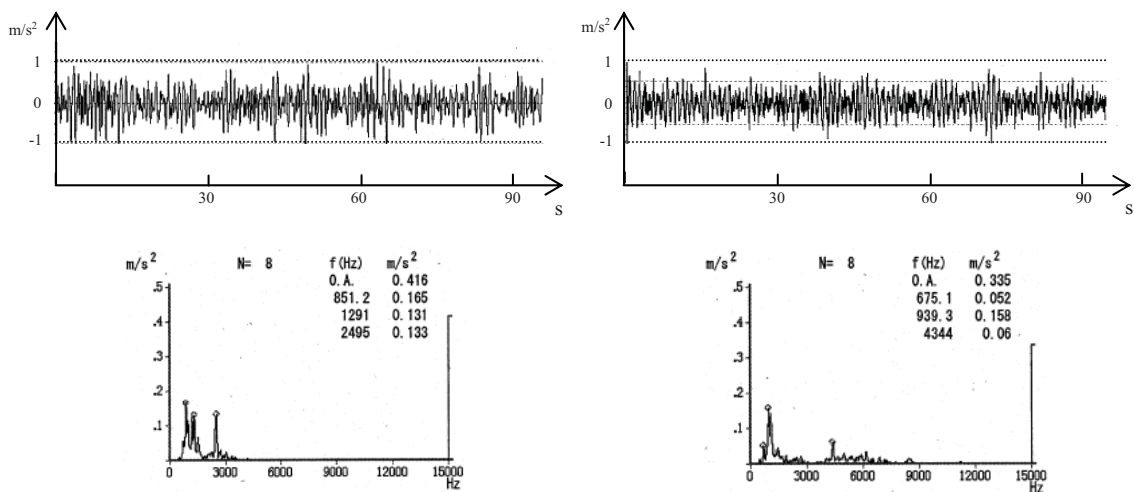 m/s²
1
0
-1
30 60 90
s
m/s²
1
0
-1
30 60 90
s
m/s² N= 8 f(Hz) m/s²
O.A. 0.416
851.2 0.165
1291 0.131
2495 0.133
.5
.4
.3
.2
.1
0 3000 6000 9000 12000 15000
Hz
m/s² N= 8 f(Hz) m/s²
O.A. 0.335
675.1 0.052
939.3 0.158
4344 0.06
.5
.4
.3
.2
.1
0 3000 6000 9000 12000 15000
Hz